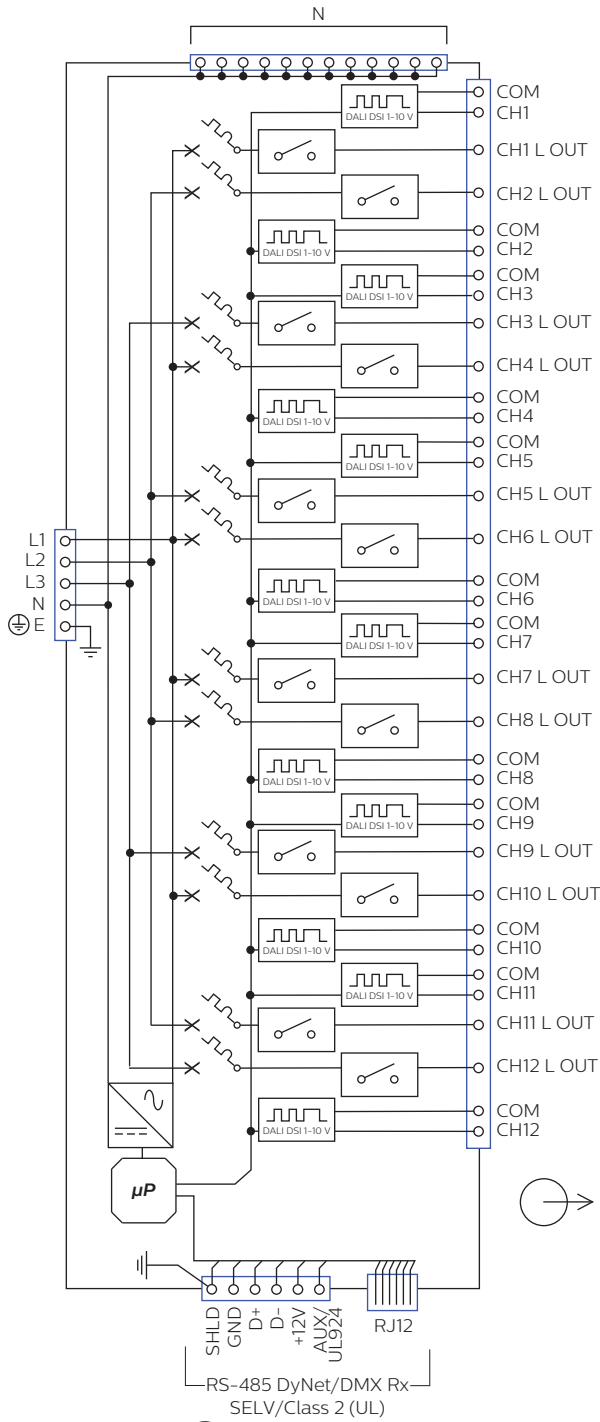 N
COM
DALI DSI 1-10 V
CH1
CH1 L OUT
CH2 L OUT
COM
DALI DSI 1-10 V
CH2
COM
DALI DSI 1-10 V
CH3
CH3 L OUT
CH4 L OUT
COM
DALI DSI 1-10 V
CH4
COM
DALI DSI 1-10 V
CH5
CH5 L OUT
L1
CH6 L OUT
L2
L3
COM
DALI DSI 1-10 V
N
CH6
E
COM
DALI DSI 1-10 V
CH7
CH7 L OUT
CH8 L OUT
COM
DALI DSI 1-10 V
CH8
COM
DALI DSI 1-10 V
CH9
CH9 L OUT
CH10 L OUT
COM
DALI DSI 1-10 V
CH10
COM
DALI DSI 1-10 V
CH11
CH11 L OUT
CH12 L OUT
COM
DALI DSI 1-10 V
CH12
µP
SHLD
GND
D+
D-
+12V
AUX/
UL924
RJ12
RS-485 DyNet/DMX Rx
SELV/Class 2 (UL)